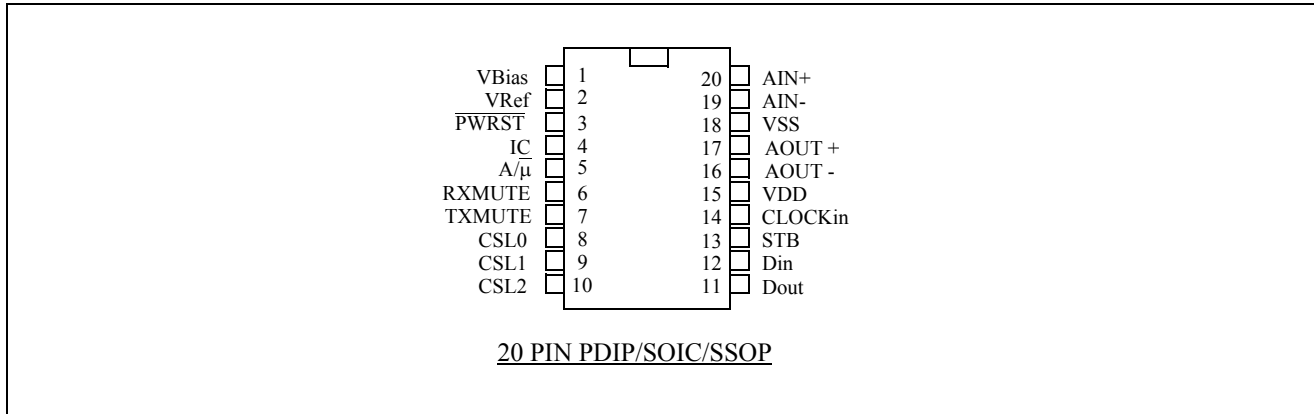 VBias 1 20 AIN+
VRef 2 19 AIN-
PWRST 3 18 VSS
IC 4 17 AOUT +
A/μ 5 16 AOUT -
RXMUTE 6 15 VDD
TXMUTE 7 14 CLOCKin
CSL0 8 13 STB
CSL1 9 12 Din
CSL2 10 11 Dout
20 PIN PDIP/SOIC/SSOP